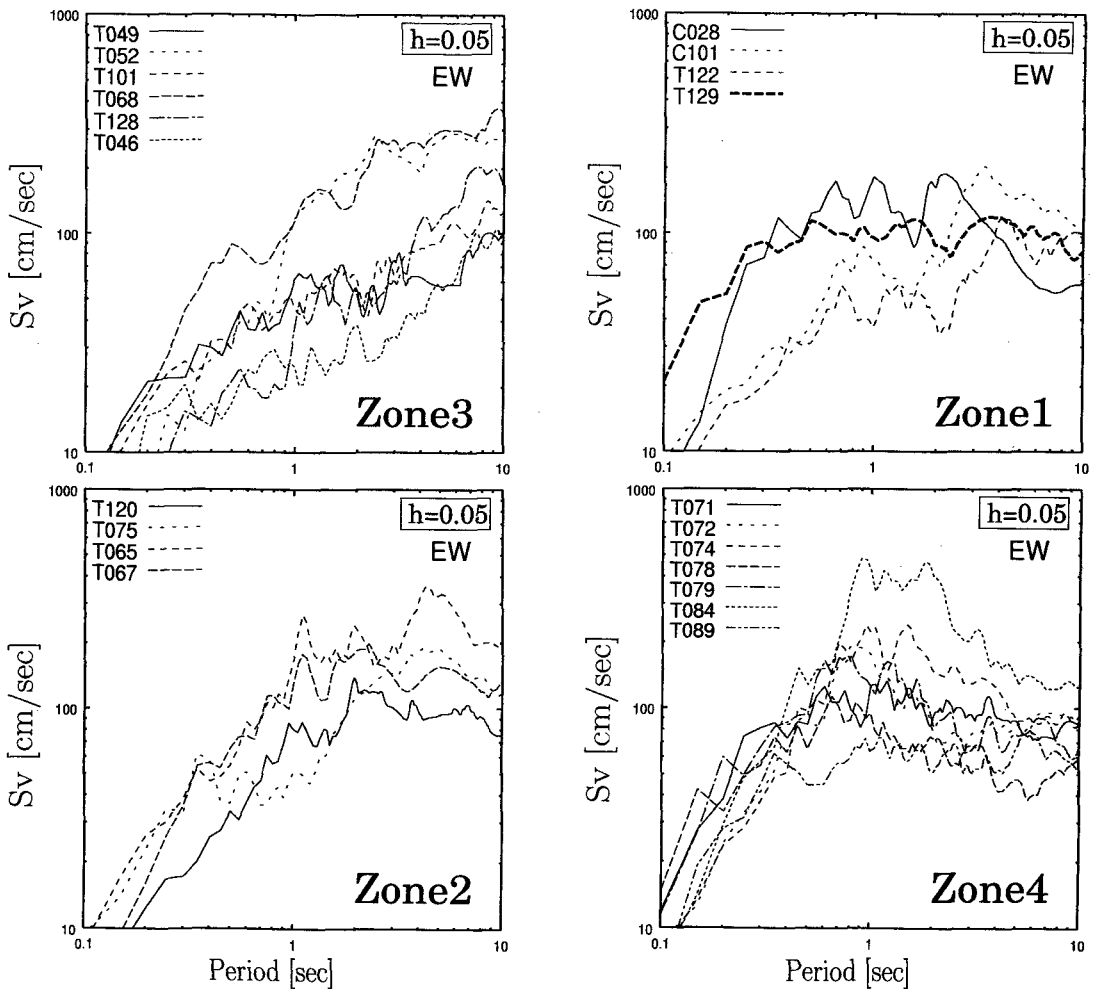 1000
T049
T052
T101
T068
T128
T046
h=0.05
EW
Sv [cm/sec]
100
10
0.1
1
10
Zone3
1000
C028
C101
T122
T129
h=0.05
EW
Sv [cm/sec]
100
10
0.1
1
10
Zone1
1000
T120
T075
T065
T067
h=0.05
EW
Sv [cm/sec]
100
10
0.1
1
10
Zone2
Period [sec]
1000
T071
T072
T074
T078
T079
T084
T089
h=0.05
EW
Sv [cm/sec]
100
10
0.1
1
10
Zone4
Period [sec]